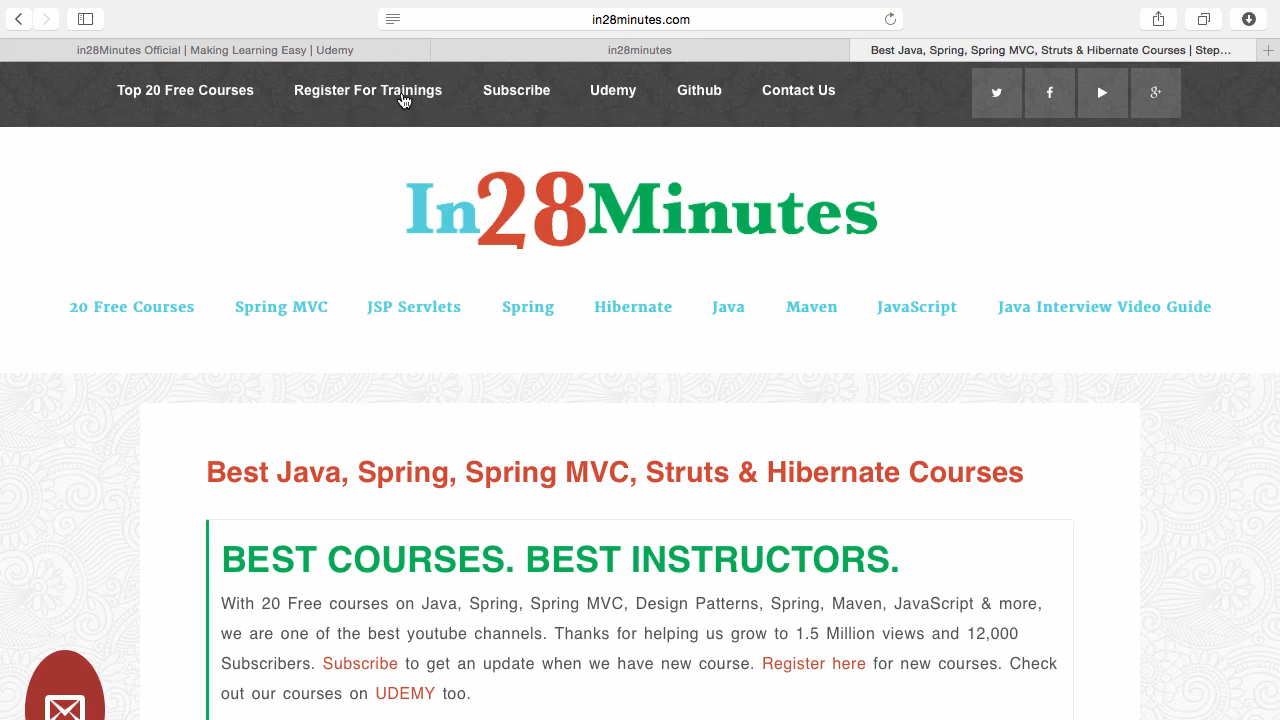 in28minutes.com
in28Minutes Official | Making Learning Easy | Udemy
in28minutes
Best Java, Spring, Spring MVC, Struts & Hibernate Courses | Step...
Top 20 Free Courses
Register For Trainings
Subscribe
Udemy
Github
Contact Us
In28Minutes
20 Free Courses
Spring MVC
JSP Servlets
Spring
Hibernate
Java
Maven
JavaScript
Java Interview Video Guide
Best Java, Spring, Spring MVC, Struts & Hibernate Courses
BEST COURSES. BEST INSTRUCTORS.
With 20 Free courses on Java, Spring, Spring MVC, Design Patterns, Spring, Maven, JavaScript & more,
we are one of the best youtube channels. Thanks for helping us grow to 1.5 Million views and 12,000
Subscribers. Subscribe to get an update when we have new course. Register here for new courses. Check
out our courses on UDEMY too.